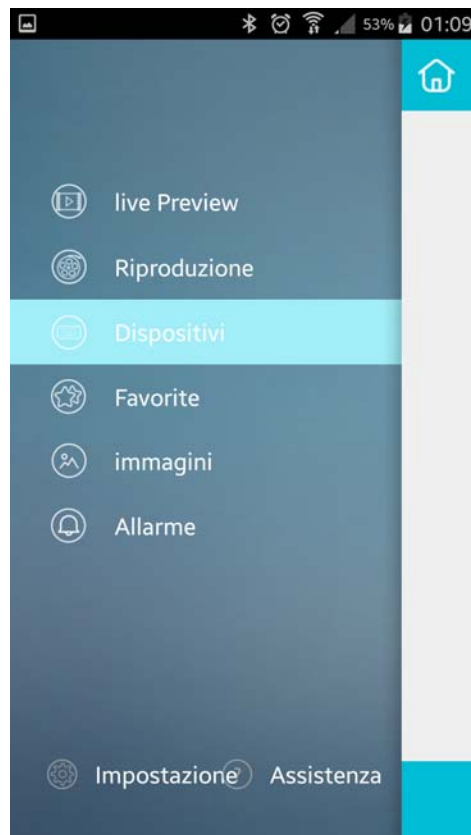 53% 01:09
live Preview
Riproduzione
Dispositivi
Favorite
immagini
Allarme
Impostazione Assistenza